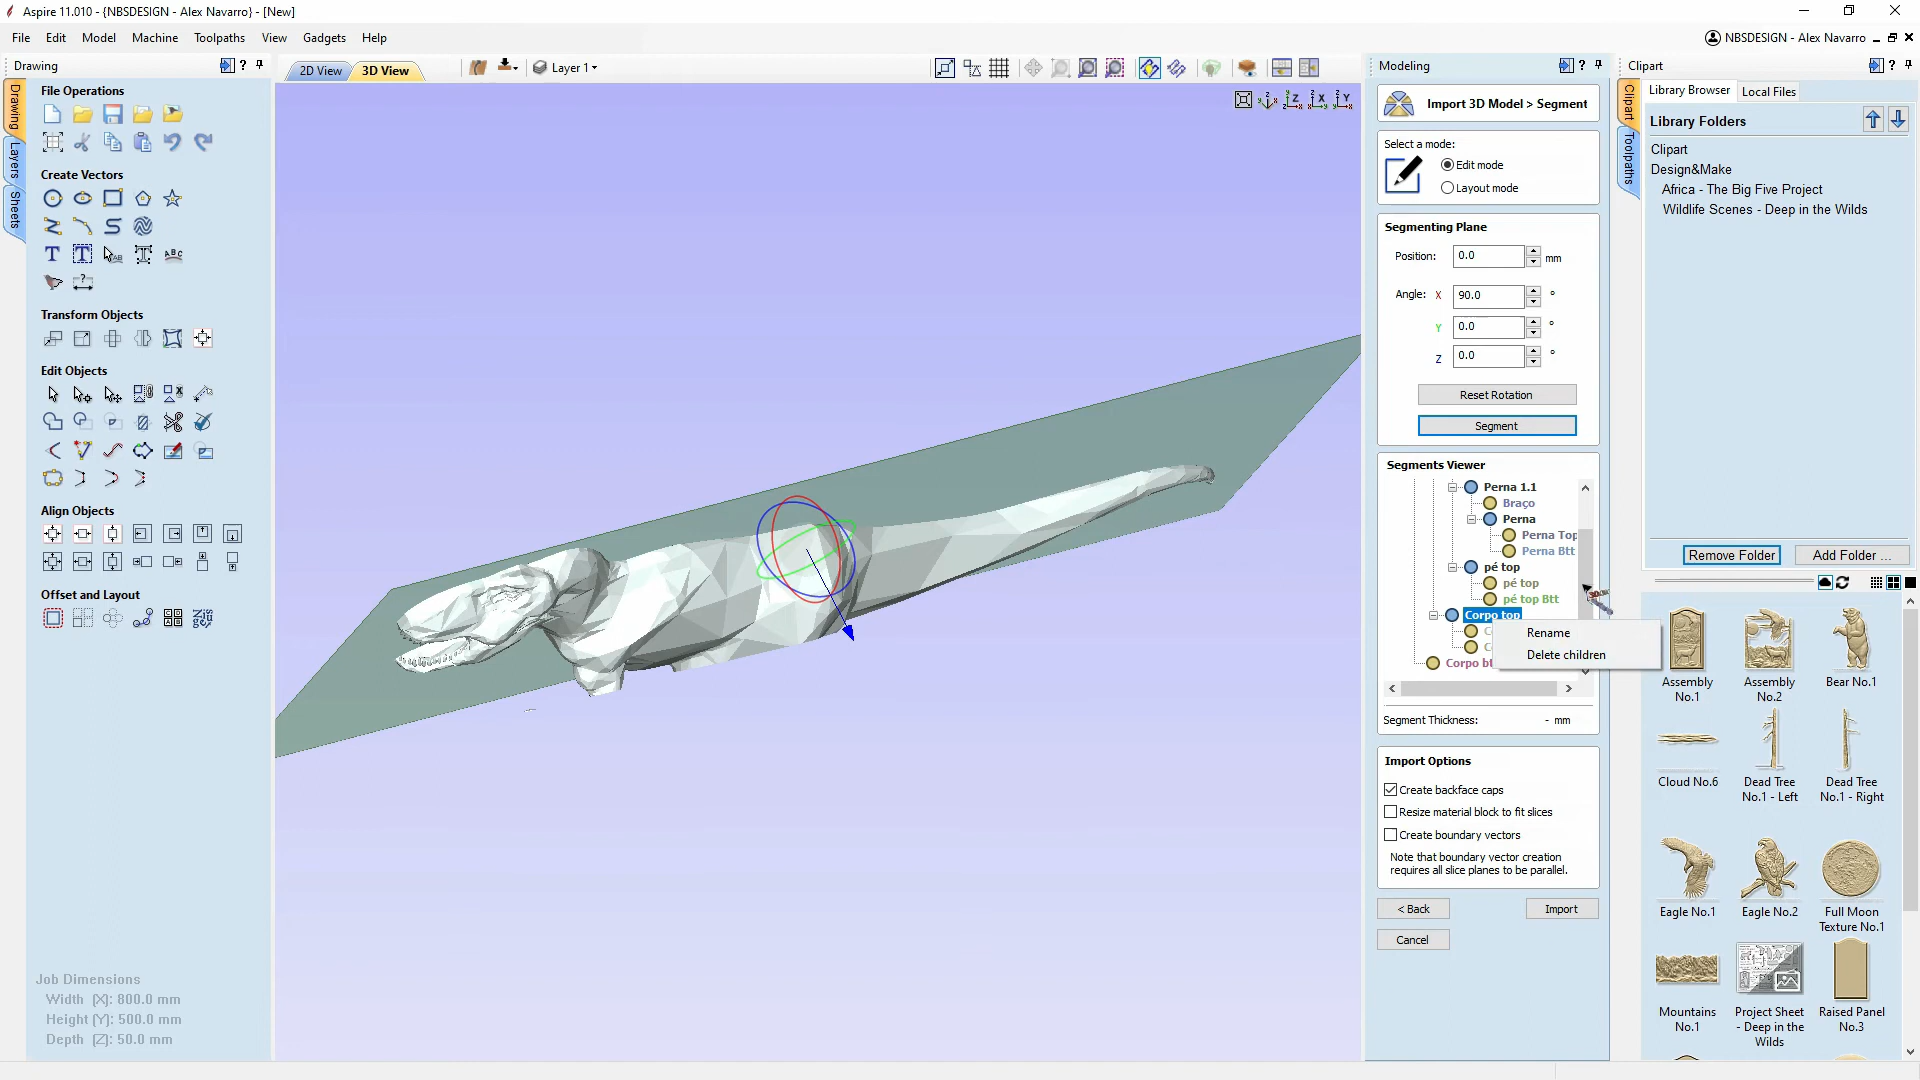 Aspire 11.010 - {NBSDESIGN - Alex Navarro} - [New]
File Edit Model Machine Toolpaths View Gadgets Help
NBSDESIGN - Alex Navarro
Drawing
Drawing
Layers
Sheets
File Operations
Create Vectors
Transform Objects
Edit Objects
Align Objects
Offset and Layout
Job Dimensions
Width (X): 800.0 mm
Height (Y): 500.0 mm
Depth (Z): 50.0 mm
2D View
3D View
Layer 1
Modeling
Import 3D Model > Segment
Select a mode:
Edit mode
Layout mode
Segmenting Plane
Position: 0.0 mm
Angle: X 90.0 °
Y 0.0 °
Z 0.0 °
Reset Rotation
Segment
Segments Viewer
Perna 1.1
Braço
Perna
Perna Top
Perna Btt
pé top
pé top
pé top Btt
Corpo top
Rename
Delete children
Segment Thickness: - mm
Import Options
Create backface caps
Resize material block to fit slices
Create boundary vectors
Note that boundary vector creation
requires all slice planes to be parallel.
< Back
Import
Cancel
Clipart
Clipart
Toolpaths
Library Browser
Local Files
Library Folders
Clipart
Design&Make
Africa - The Big Five Project
Wildlife Scenes - Deep in the Wilds
Remove Folder
Add Folder ...
Assembly
No.1
Assembly
No.2
Bear No.1
Cloud No.6
Dead Tree
No.1 - Left
Dead Tree
No.1 - Right
Eagle No.1
Eagle No.2
Full Moon
Texture No.1
Mountains
No.1
Project Sheet
- Deep in the
Wilds
Raised Panel
No.3